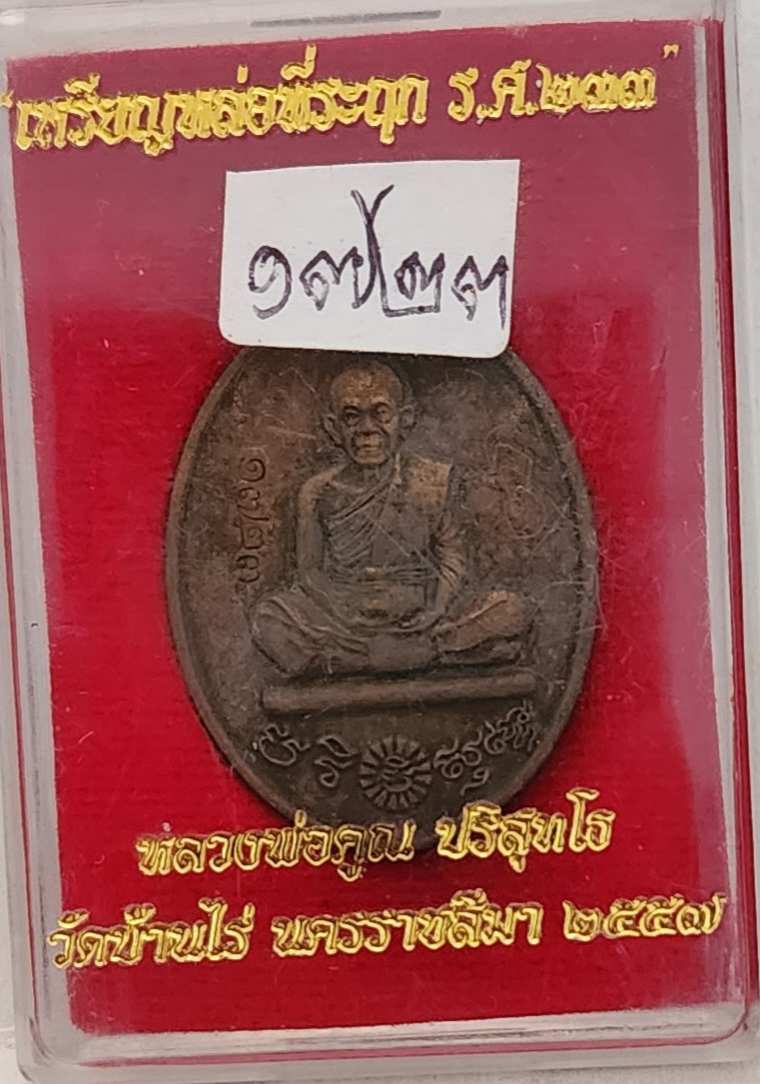 "เหรียญหล่อที่ระฤก ร.ศ.๒๓๓"
๑๗๒๓
๑๗๒๓
หลวงพ่อคูณ ปริสุทโธ
วัดบ้านไร่ นครราชสีมา ๒๕๕๗